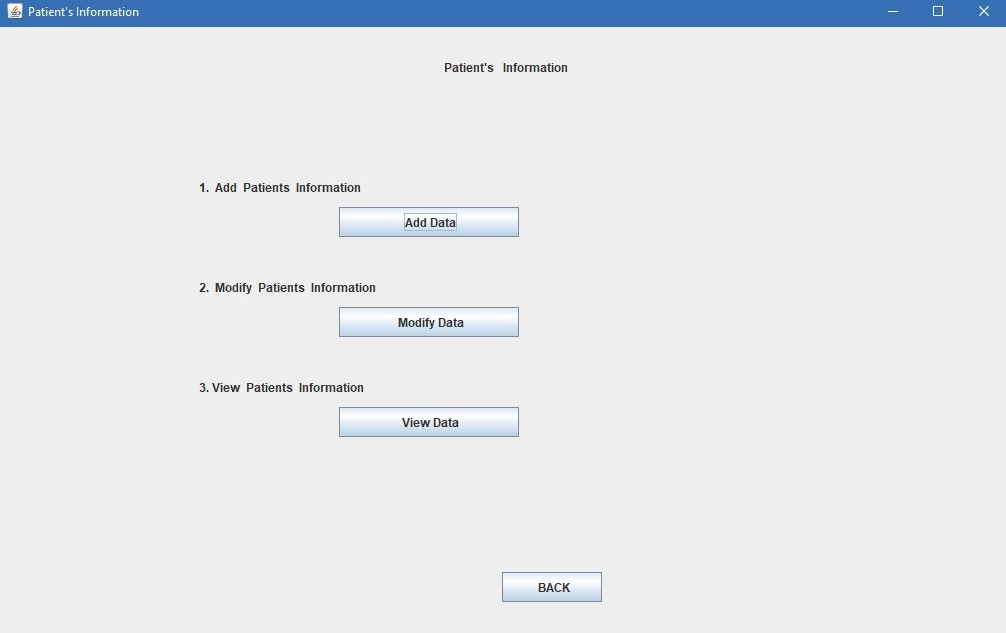 Patient's Information
Patient's Information
1. Add Patients Information
Add Data
2. Modify Patients Information
Modify Data
3. View Patients Information
View Data
BACK